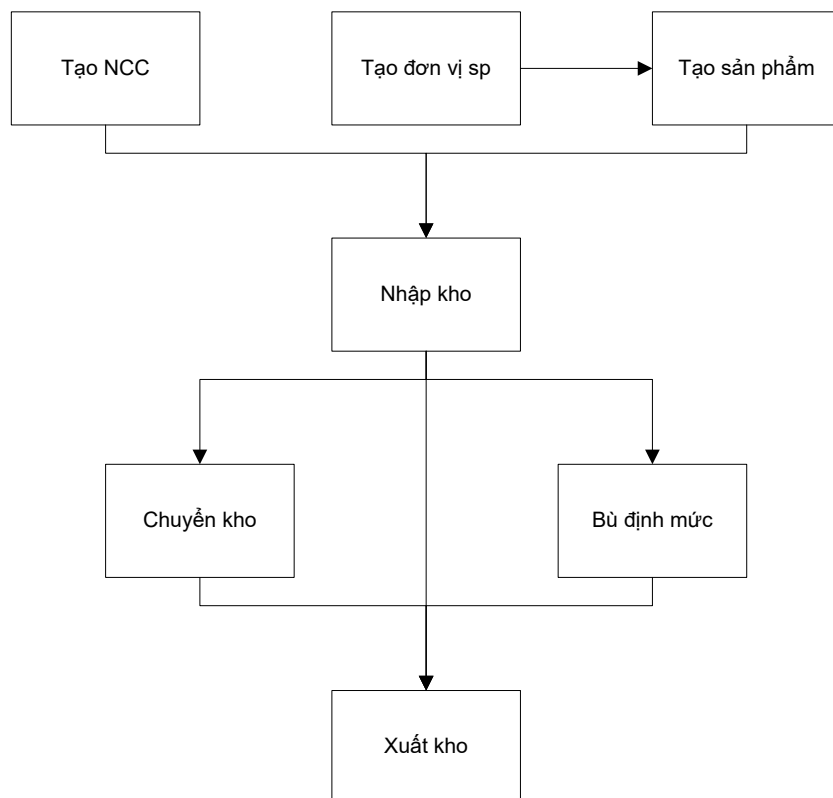 Tạo NCC
Tạo đơn vị sp
Tạo sản phẩm
Nhập kho
Chuyển kho
Bù định mức
Xuất kho